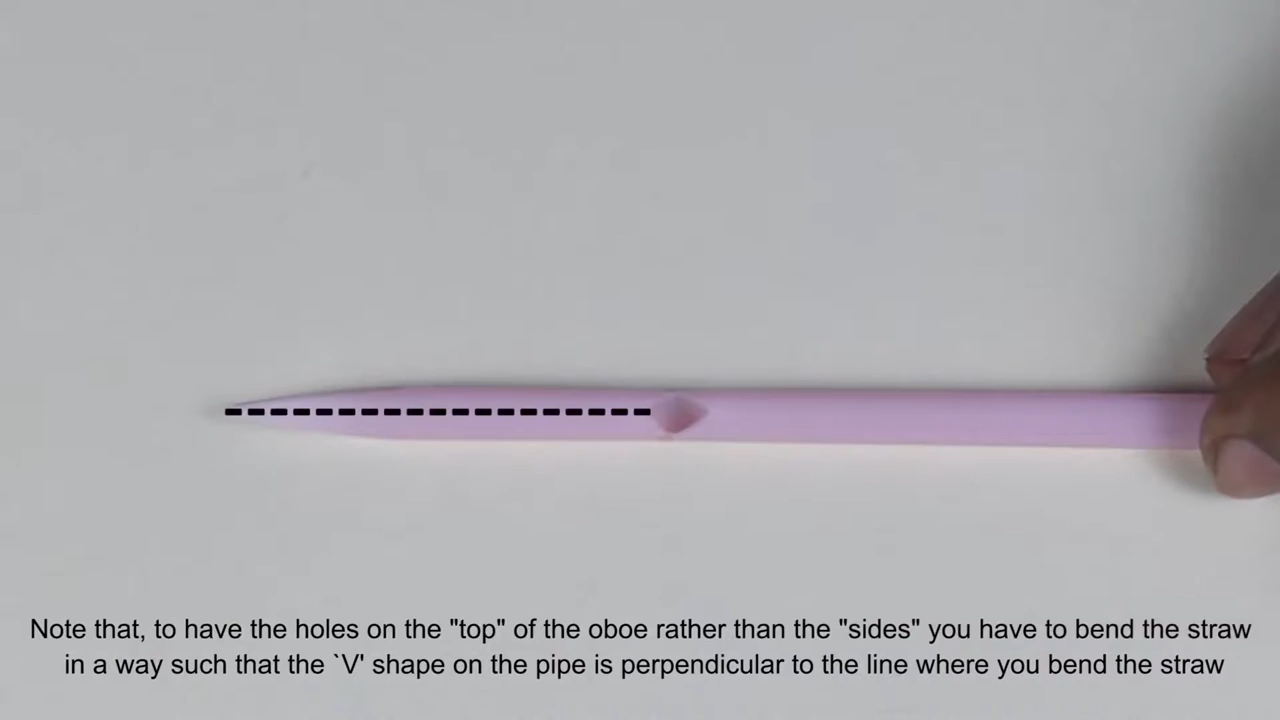 Note that, to have the holes on the "top" of the oboe rather than the "sides" you have to bend the straw
in a way such that the `V' shape on the pipe is perpendicular to the line where you bend the straw